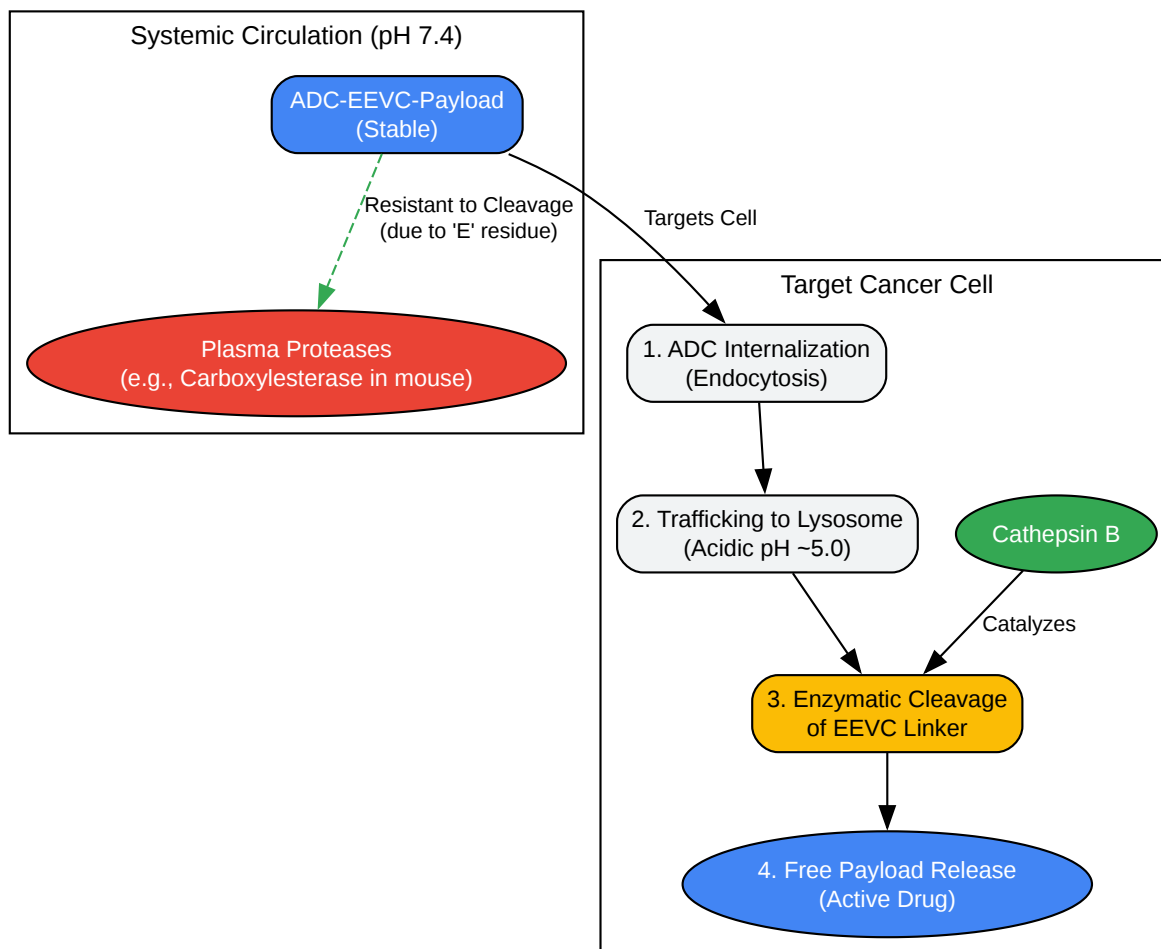 Systemic Circulation (pH 7.4)
ADC-EEVC-Payload
(Stable)
Resistant to Cleavage
(due to 'E' residue)
Targets Cell
Plasma Proteases
(e.g., Carboxylesterase in mouse)
Target Cancer Cell
1. ADC Internalization
(Endocytosis)
2. Trafficking to Lysosome
(Acidic pH ~5.0)
Cathepsin B
Catalyzes
3. Enzymatic Cleavage
of EEVC Linker
4. Free Payload Release
(Active Drug)